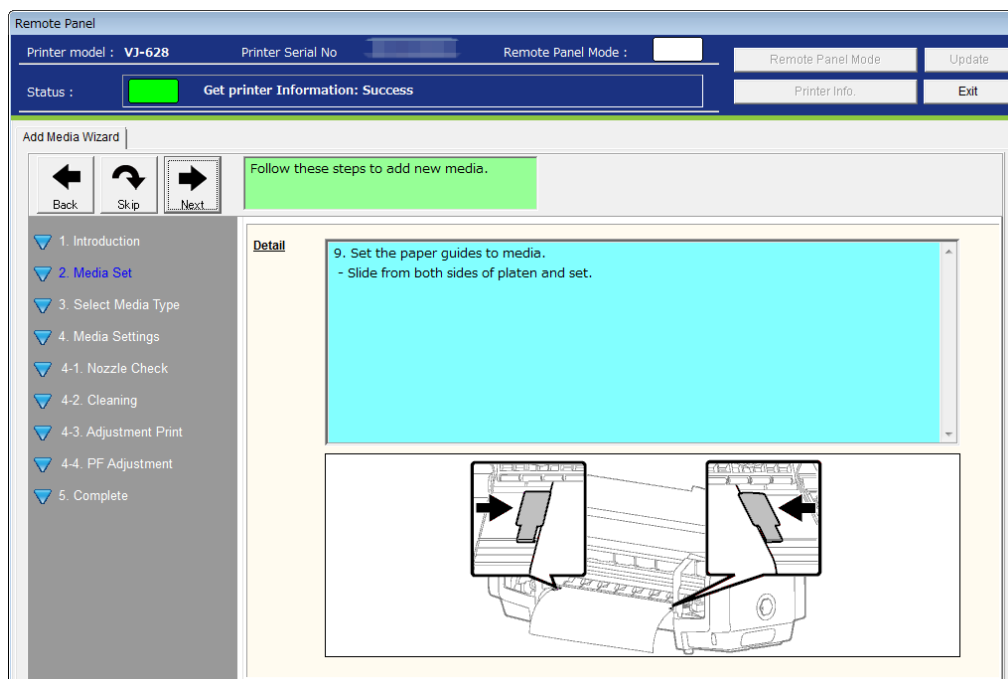 Remote Panel
Printer model : VJ-628 Printer Serial No Remote Panel Mode :
Remote Panel Mode Update
Status : Get printer Information: Success
Printer Info. Exit
Add Media Wizard
Back Skip Next
Follow these steps to add new media.
1. Introduction
2. Media Set
3. Select Media Type
4. Media Settings
4-1. Nozzle Check
4-2. Cleaning
4-3. Adjustment Print
4-4. PF Adjustment
5. Complete
Detail
9. Set the paper guides to media.
- Slide from both sides of platen and set.